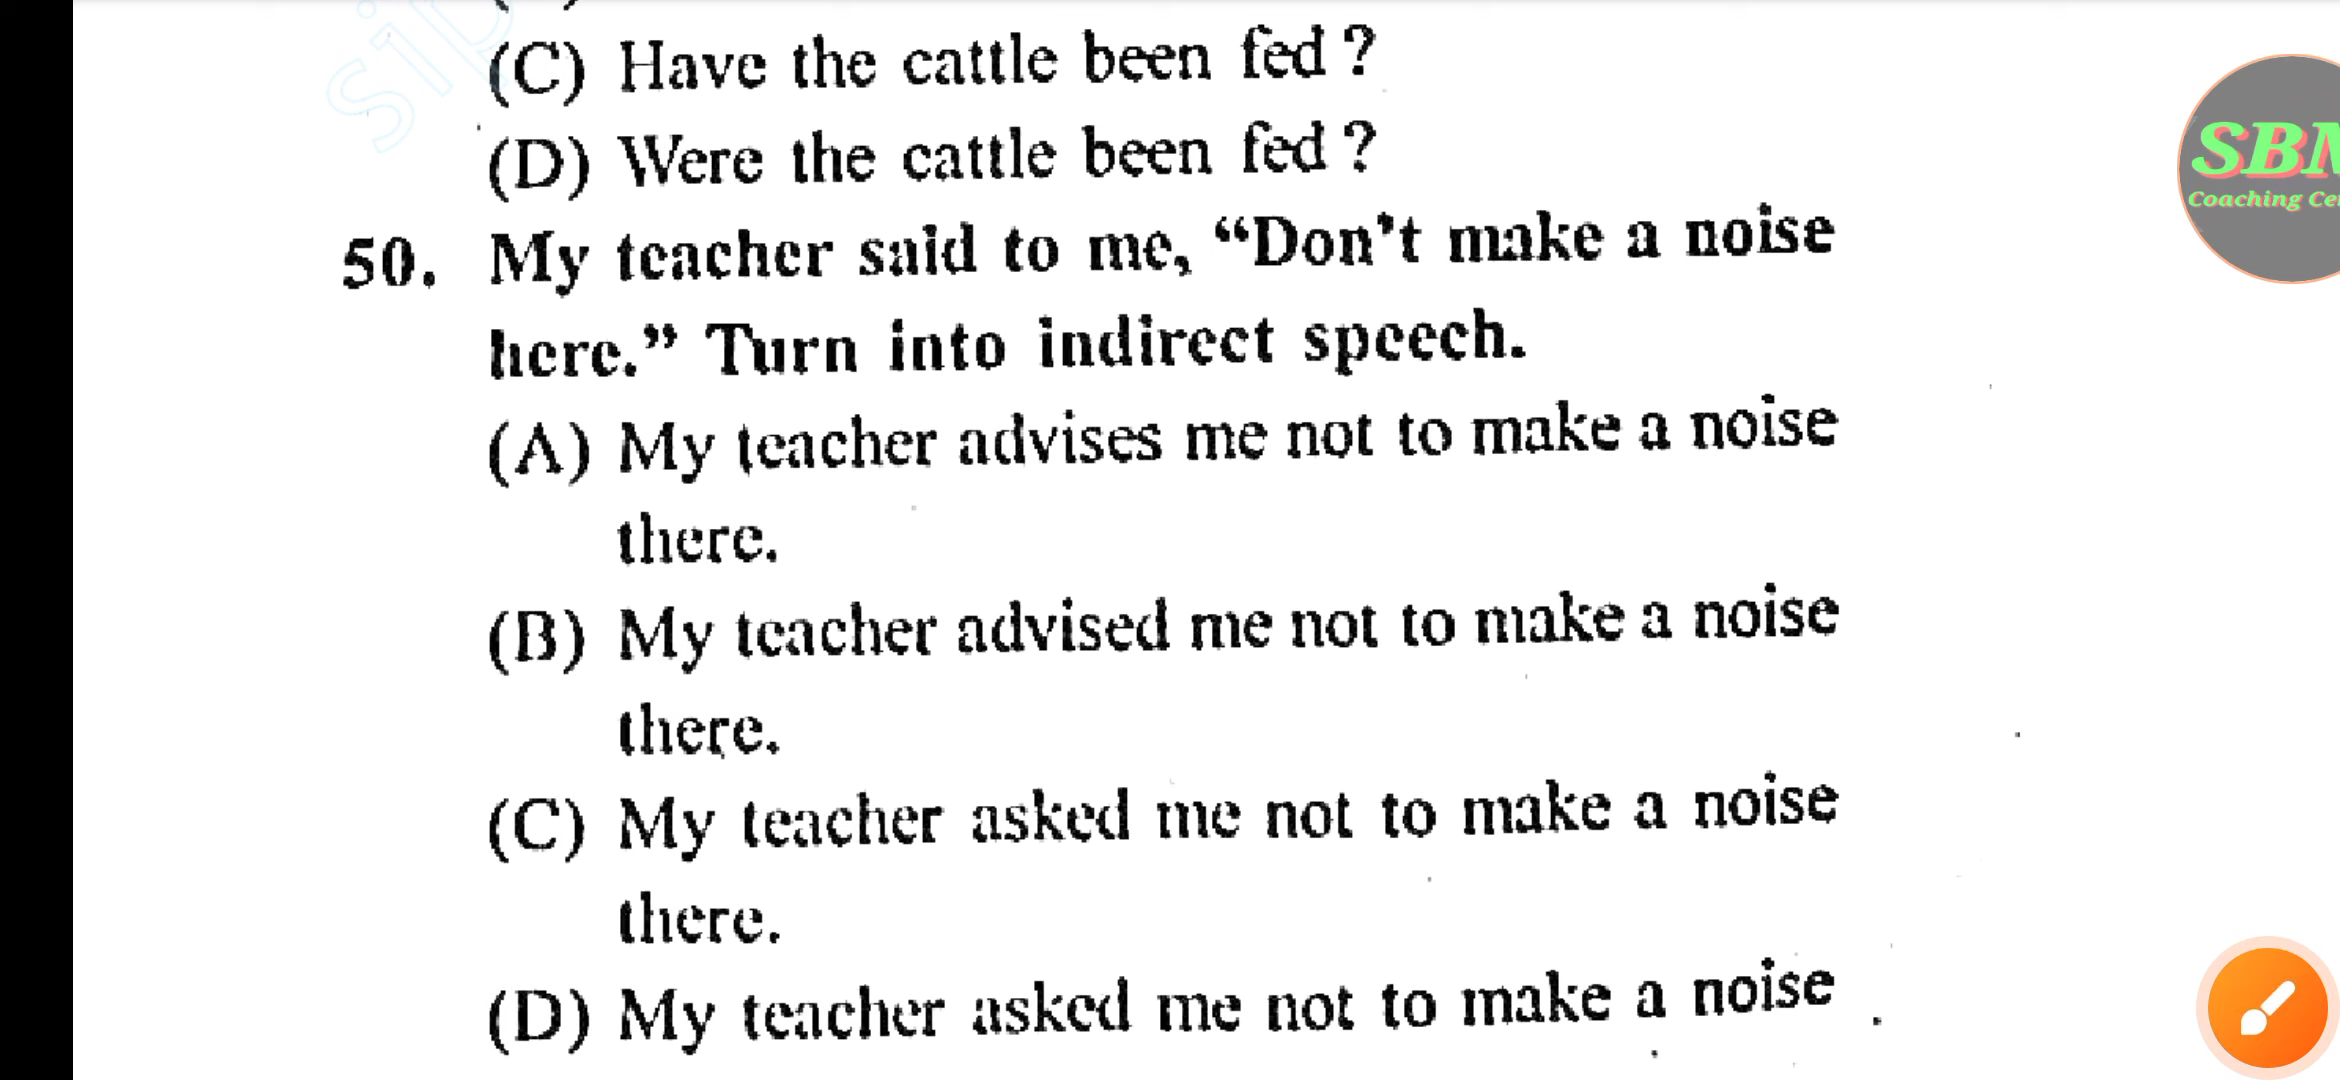 (C) Have the cattle been fed ?
(D) Were the cattle been fed ?
50. My teacher said to me, “Don’t make a noise
here.” Turn into indirect speech.
(A) My teacher advises me not to make a noise
there.
(B) My teacher advised me not to make a noise
there.
(C) My teacher asked me not to make a noise
there.
(D) My teacher asked me not to make a noise
SBM
Coaching Ce